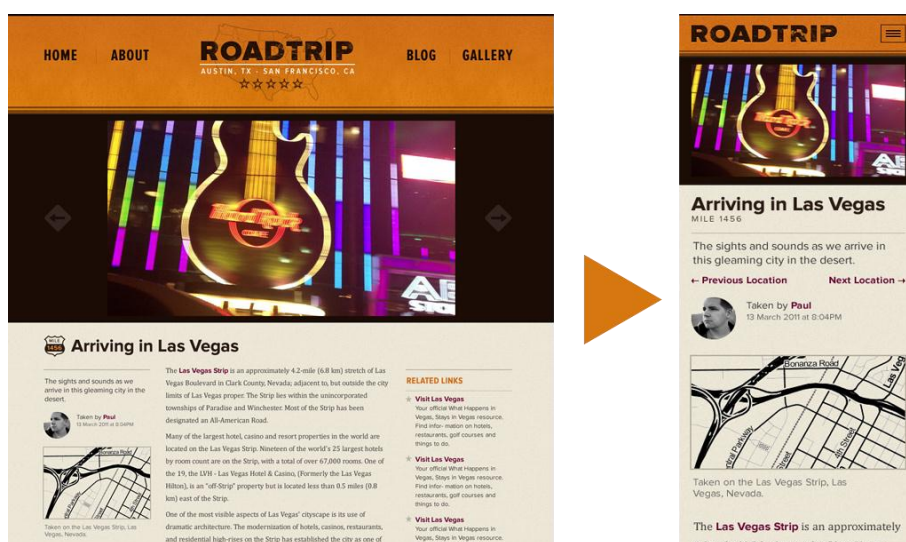 HOME
ABOUT
ROADTRIP
AUSTIN, TX - SAN FRANCISCO, CA
BLOG
GALLERY
Hard Rock
MILE
1456
Arriving in Las Vegas
The sights and sounds as we
arrive in this gleaming city in the
desert.
Taken by Paul
13 March 2011 at 8:04PM
Bonanza Road
4th Street
Taken on the Las Vegas Strip, Las
Vegas, Nevada.
The Las Vegas Strip is an approximately 4.2-mile (6.8 km) stretch of Las
Vegas Boulevard in Clark County, Nevada; adjacent to, but outside the city
limits of Las Vegas proper. The Strip lies within the unincorporated
townships of Paradise and Winchester. Most of the Strip has been
designated an All-American Road.
Many of the largest hotel, casino and resort properties in the world are
located on the Las Vegas Strip. Nineteen of the world's 25 largest hotels
by room count are on the Strip, with a total of over 67,000 rooms. One of
the 19, the LVH - Las Vegas Hotel & Casino, (Formerly the Las Vegas
Hilton), is an "off-Strip" property but is located less than 0.5 miles (0.8
km) east of the Strip.
One of the most visible aspects of Las Vegas' cityscape is its use of
dramatic architecture. The modernization of hotels, casinos, restaurants,
and residential high-rises on the Strip has established the city as one of
RELATED LINKS
Visit Las Vegas
Your official What Happens in
Vegas, Stays in Vegas resource.
Find infor- mation on hotels,
restaurants, golf courses and
things to do.
Visit Las Vegas
Your official What Happens in
Vegas, Stays in Vegas resource.
Find infor- mation on hotels,
restaurants, golf courses and
things to do.
Visit Las Vegas
Your official What Happens in
Vegas, Stays in Vegas resource.
ROADTRIP
Arriving in Las Vegas
MILE 1456
The sights and sounds as we arrive in
this gleaming city in the desert.
← Previous Location
Next Location →
Taken by Paul
13 March 2011 at 8:04PM
Bonanza Road
Las Veg
tral Parkway
4th Street
Taken on the Las Vegas Strip, Las
Vegas, Nevada.
The Las Vegas Strip is an approximately